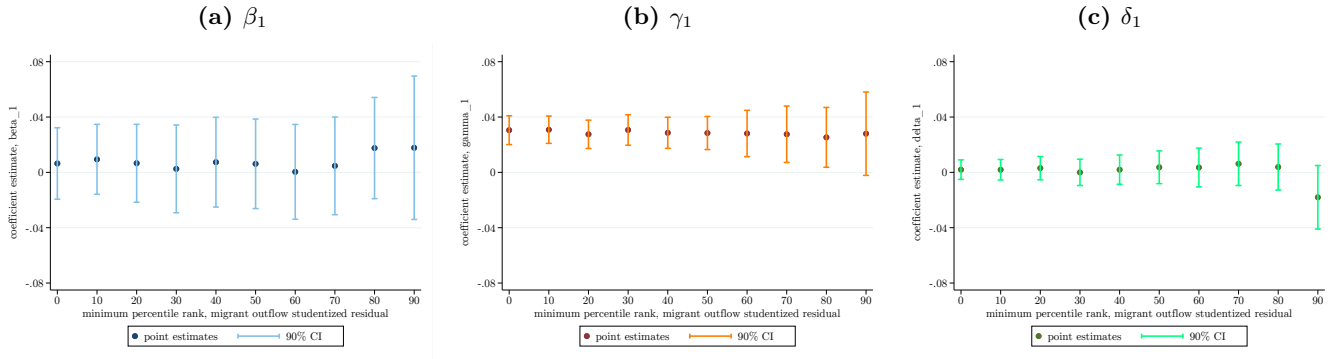 (a) β1
.08
.04
0
-.04
-.08
coefficient estimate, beta_1
0 10 20 30 40 50 60 70 80 90
minimum percentile rank, migrant outflow studentized residual
point estimates 90% CI
(b) γ1
.08
.04
0
-.04
-.08
coefficient estimate, gamma_1
0 10 20 30 40 50 60 70 80 90
minimum percentile rank, migrant outflow studentized residual
point estimates 90% CI
(c) δ1
.08
.04
0
-.04
-.08
coefficient estimate, delta_1
0 10 20 30 40 50 60 70 80 90
minimum percentile rank, migrant outflow studentized residual
point estimates 90% CI